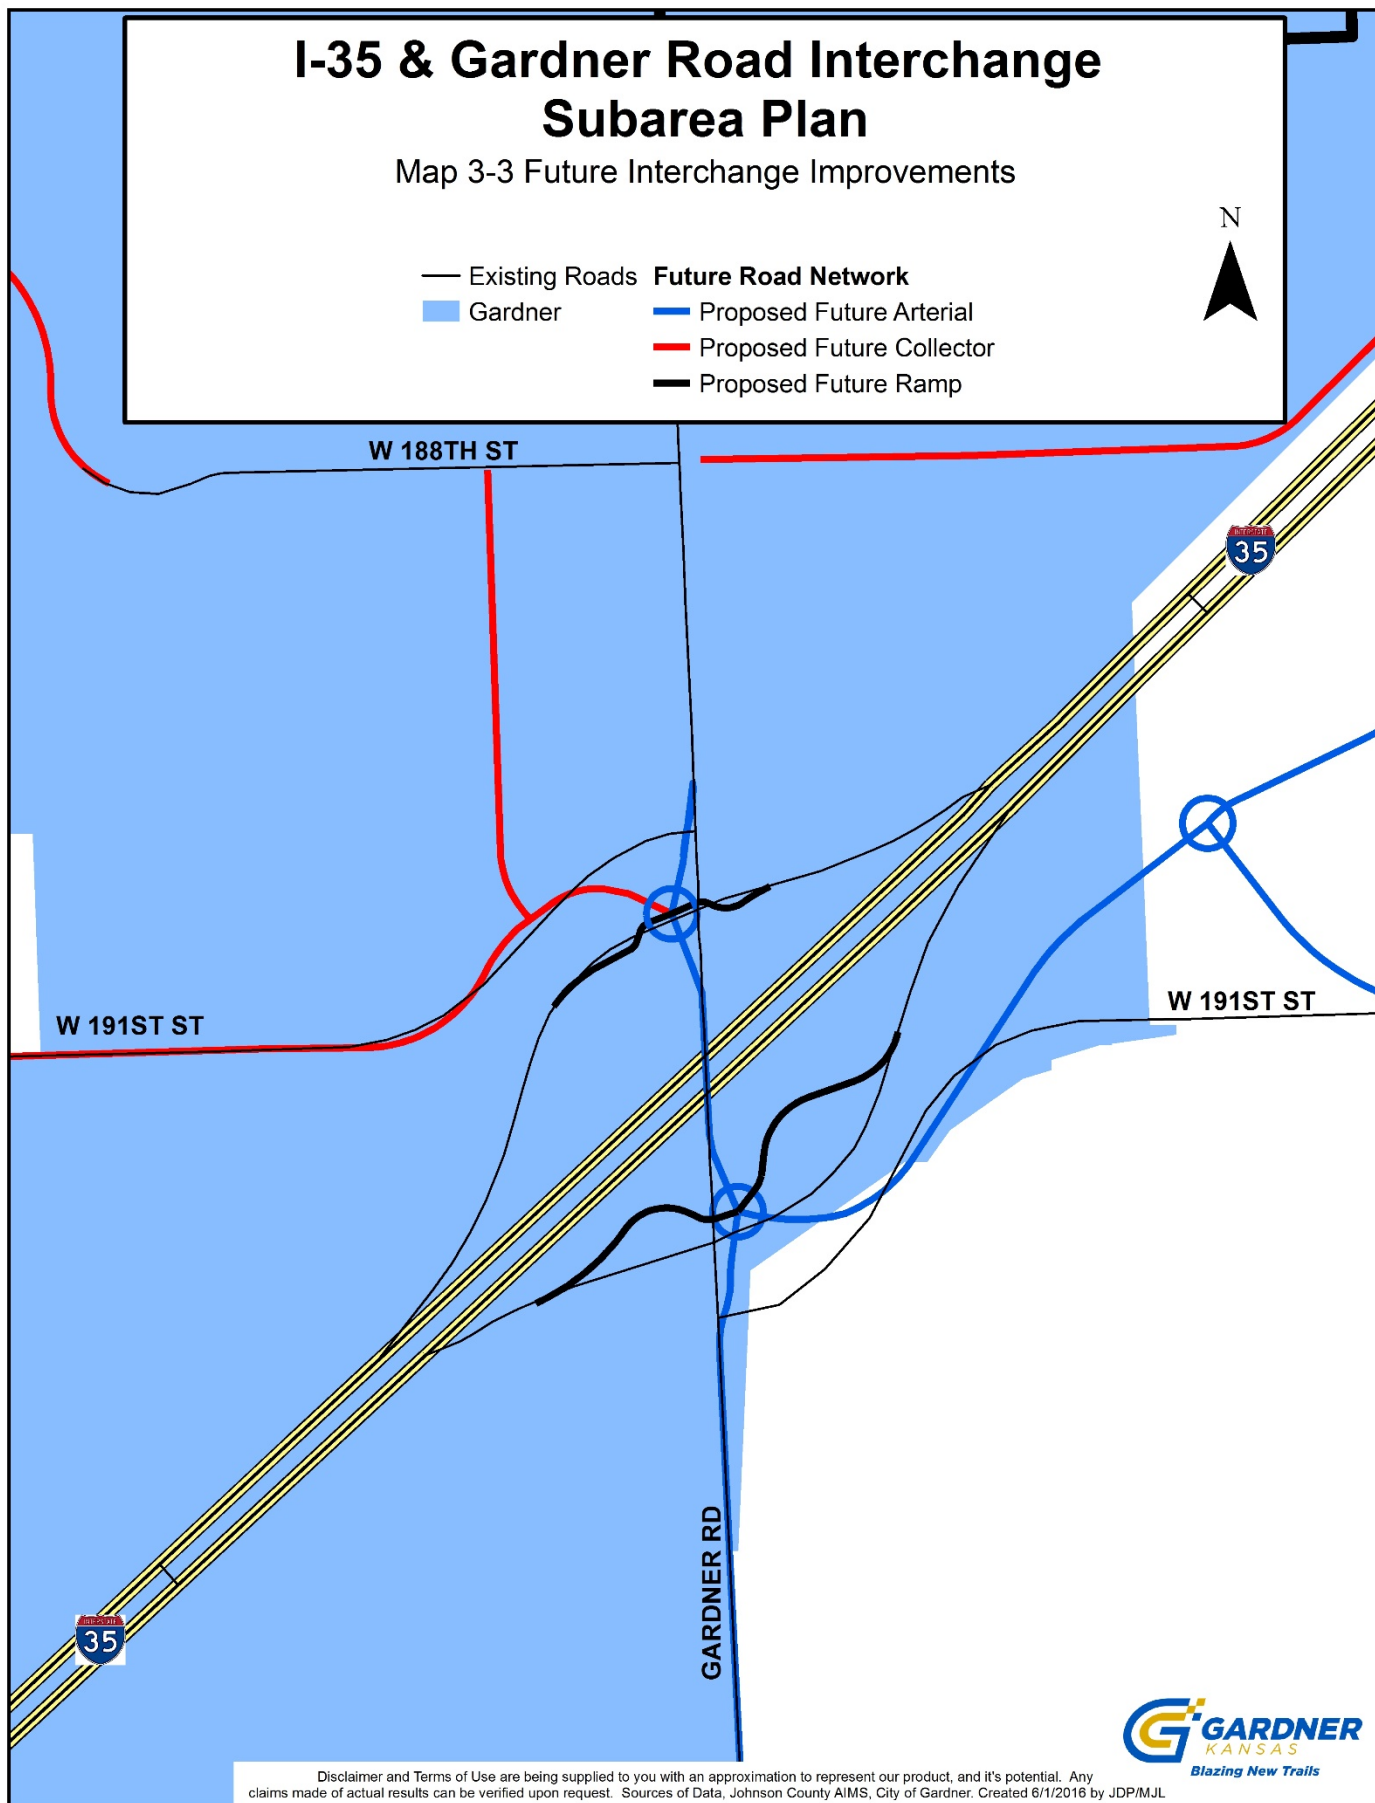 I-35 & Gardner Road Interchange
Subarea Plan
Map 3-3 Future Interchange Improvements
N
Existing Roads
Gardner
Future Road Network
Proposed Future Arterial
Proposed Future Collector
Proposed Future Ramp
W 188TH ST
INTERSTATE
35
W 191ST ST
W 191ST ST
GARDNER RD
INTERSTATE
35
GARDNER
KANSAS
Blazing New Trails
Disclaimer and Terms of Use are being supplied to you with an approximation to represent our product, and it's potential. Any
claims made of actual results can be verified upon request. Sources of Data, Johnson County AIMS, City of Gardner. Created 6/1/2016 by JDP/MJL